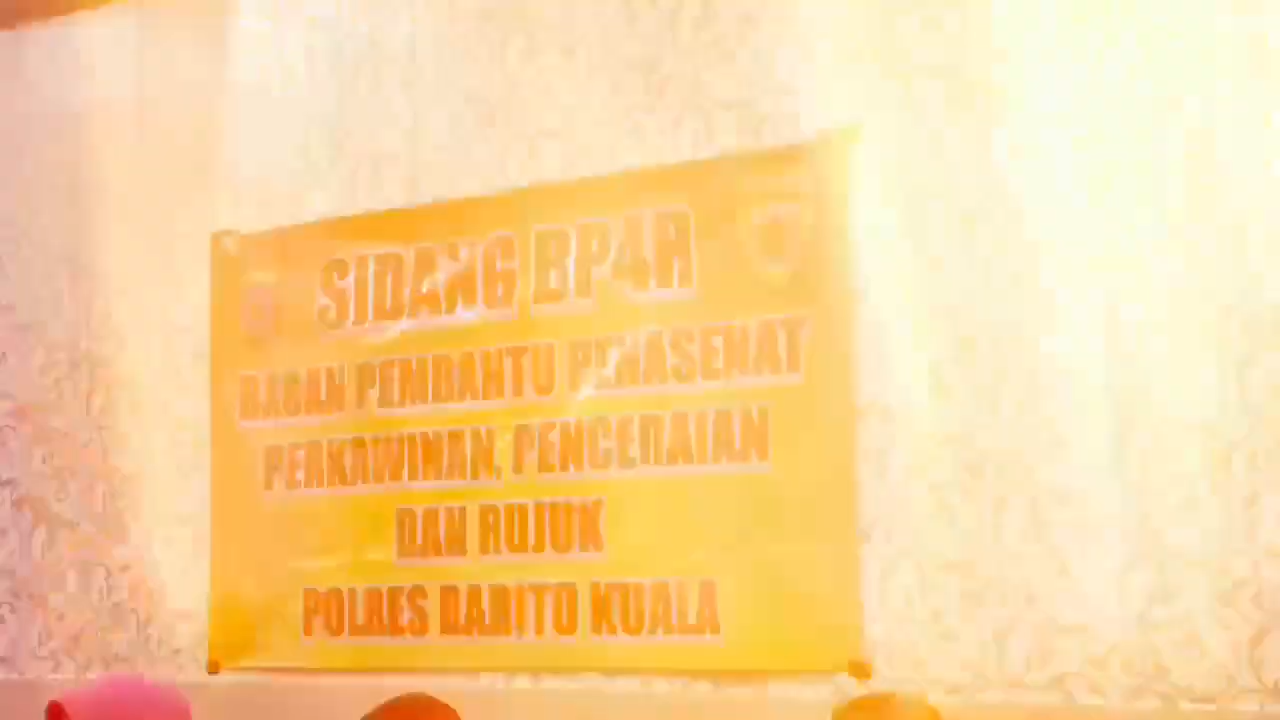 SIDANG BP4R
BADAN PEMBANTU PENASEHAT
PERKAWINAN, PENCERAIAN
DAN RUJUK
POLRES BARITO KUALA